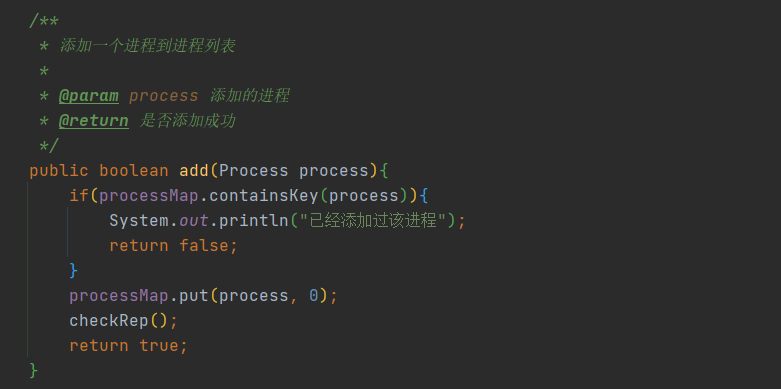 /**
 * 添加一个进程到进程列表
 *
 * @param process 添加的进程
 * @return 是否添加成功
 */
public boolean add(Process process){
    if(processMap.containsKey(process)){
        System.out.println("已经添加过该进程");
        return false;
    }
    processMap.put(process, 0);
    checkRep();
    return true;
}